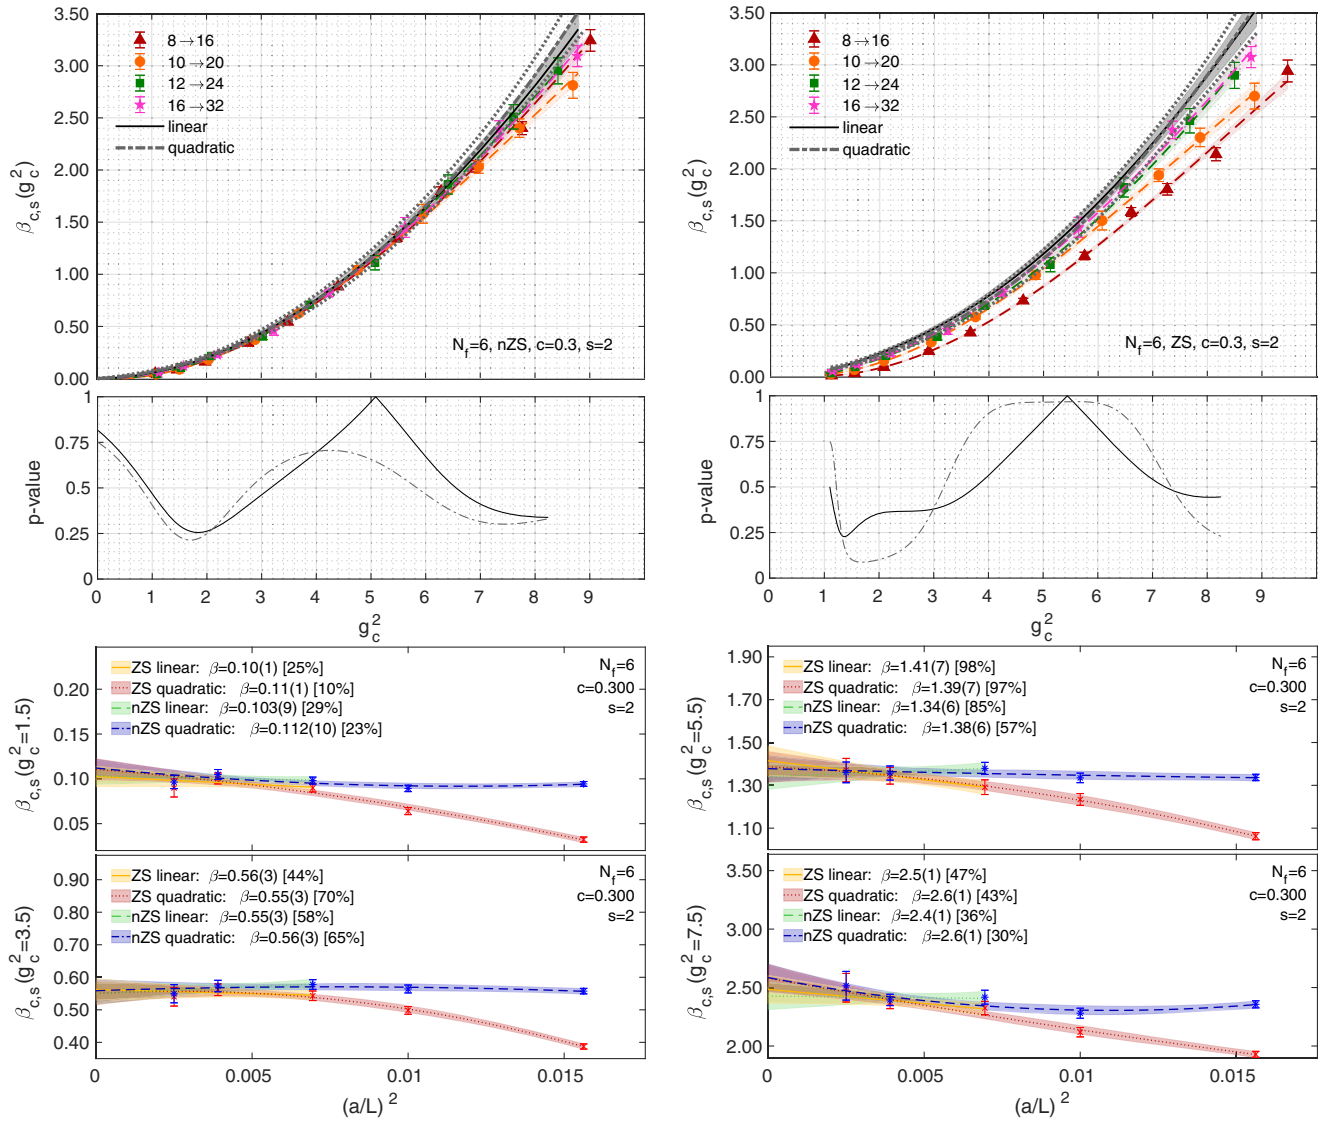 3.50
3.00
2.50
2.00
1.50
1.00
0.50
0.00
β_{c,s}(g_c^2)
8→16
10→20
12→24
16→32
linear
quadratic
N_f=6, nZS, c=0.3, s=2
1
0.75
0.5
0.25
0
p-value
0 1 2 3 4 5 6 7 8 9
g_c^2
3.50
3.00
2.50
2.00
1.50
1.00
0.50
0.00
β_{c,s}(g_c^2)
8→16
10→20
12→24
16→32
linear
quadratic
N_f=6, ZS, c=0.3, s=2
1
0.75
0.5
0.25
0
p-value
0 1 2 3 4 5 6 7 8 9
g_c^2
0.20
0.15
0.10
0.05
β_{c,s}(g_c^2=1.5)
ZS linear: β=0.10(1) [25%]
ZS quadratic: β=0.11(1) [10%]
nZS linear: β=0.103(9) [29%]
nZS quadratic: β=0.112(10) [23%]
N_f=6
c=0.300
s=2
1.90
1.70
1.50
1.30
1.10
β_{c,s}(g_c^2=5.5)
ZS linear: β=1.41(7) [98%]
ZS quadratic: β=1.39(7) [97%]
nZS linear: β=1.34(6) [85%]
nZS quadratic: β=1.38(6) [57%]
N_f=6
c=0.300
s=2
0.90
0.80
0.70
0.60
0.50
0.40
β_{c,s}(g_c^2=3.5)
ZS linear: β=0.56(3) [44%]
ZS quadratic: β=0.55(3) [70%]
nZS linear: β=0.55(3) [58%]
nZS quadratic: β=0.56(3) [65%]
N_f=6
c=0.300
s=2
0 0.005 0.01 0.015
(a/L)^2
3.50
3.00
2.50
2.00
β_{c,s}(g_c^2=7.5)
ZS linear: β=2.5(1) [47%]
ZS quadratic: β=2.6(1) [43%]
nZS linear: β=2.4(1) [36%]
nZS quadratic: β=2.6(1) [30%]
N_f=6
c=0.300
s=2
0 0.005 0.01 0.015
(a/L)^2